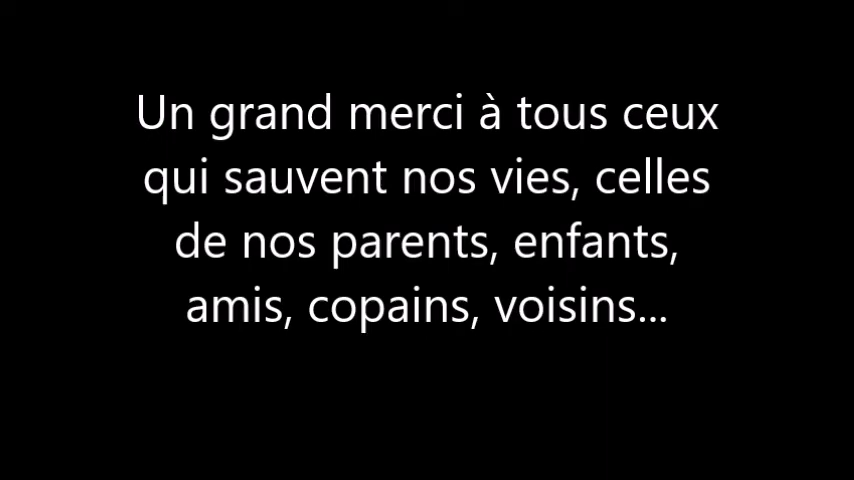 Un grand merci à tous ceux
qui sauvent nos vies, celles
de nos parents, enfants,
amis, copains, voisins...